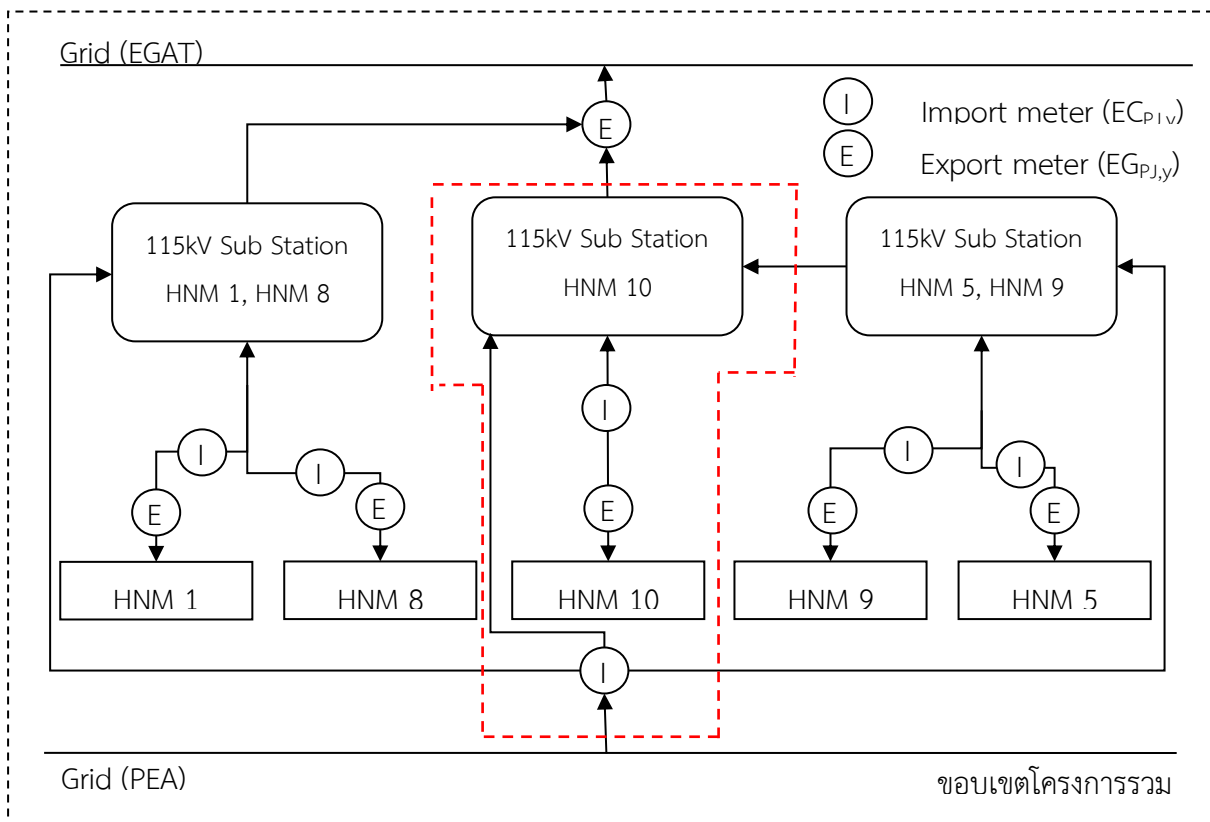 Grid (EGAT)
I Import meter (ECPJ,y)
E
E Export meter (EGPJ,y)
115kV Sub Station
HNM 1, HNM 8
115kV Sub Station
HNM 10
115kV Sub Station
HNM 5, HNM 9
I
I
I
I
I
E
E
E
E
E
HNM 1
HNM 8
HNM 10
HNM 9
HNM 5
I
Grid (PEA)
ขอบเขตโครงการรวม